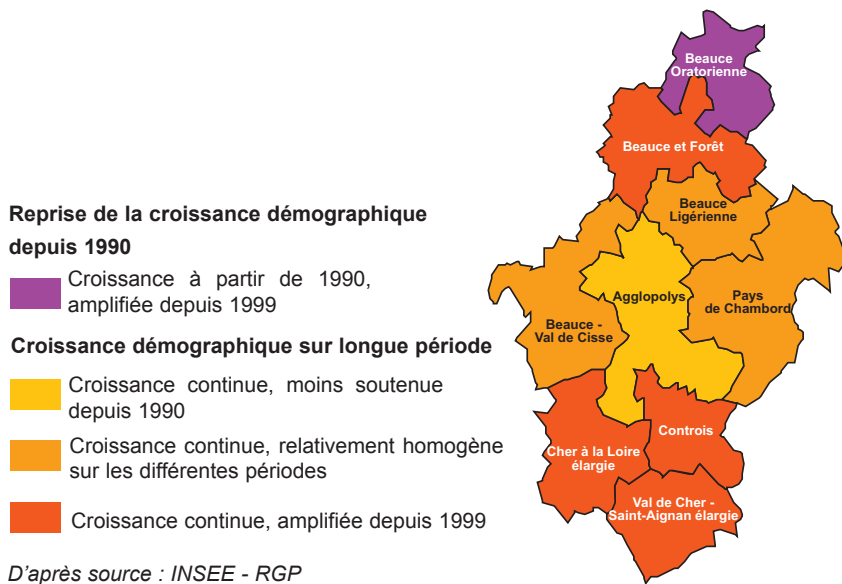 Reprise de la croissance démographique
depuis 1990
Croissance à partir de 1990,
amplifiée depuis 1999
Croissance démographique sur longue période
Croissance continue, moins soutenue
depuis 1990
Croissance continue, relativement homogène
sur les différentes périodes
Croissance continue, amplifiée depuis 1999
D'après source : INSEE - RGP
Beauce
Oratorienne
Beauce et Forêt
Beauce
Ligérienne
Agglopolys
Pays
de Chambord
Beauce -
Val de Cisse
Controis
Cher à la Loire
élargie
Val de Cher -
Saint-Aignan élargie